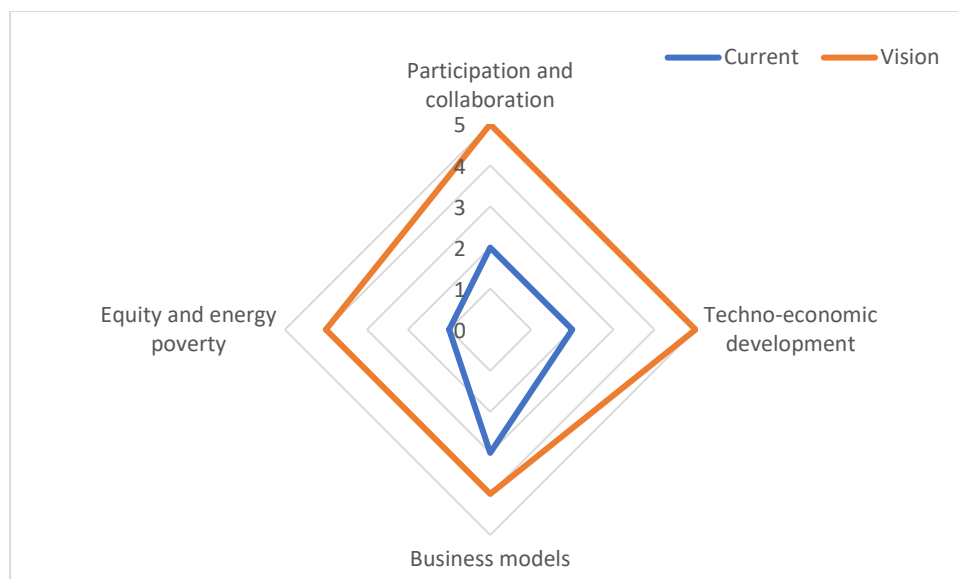 Current
Vision
Participation and
collaboration
5
4
3
2
1
0
Equity and energy
poverty
Techno-economic
development
Business models